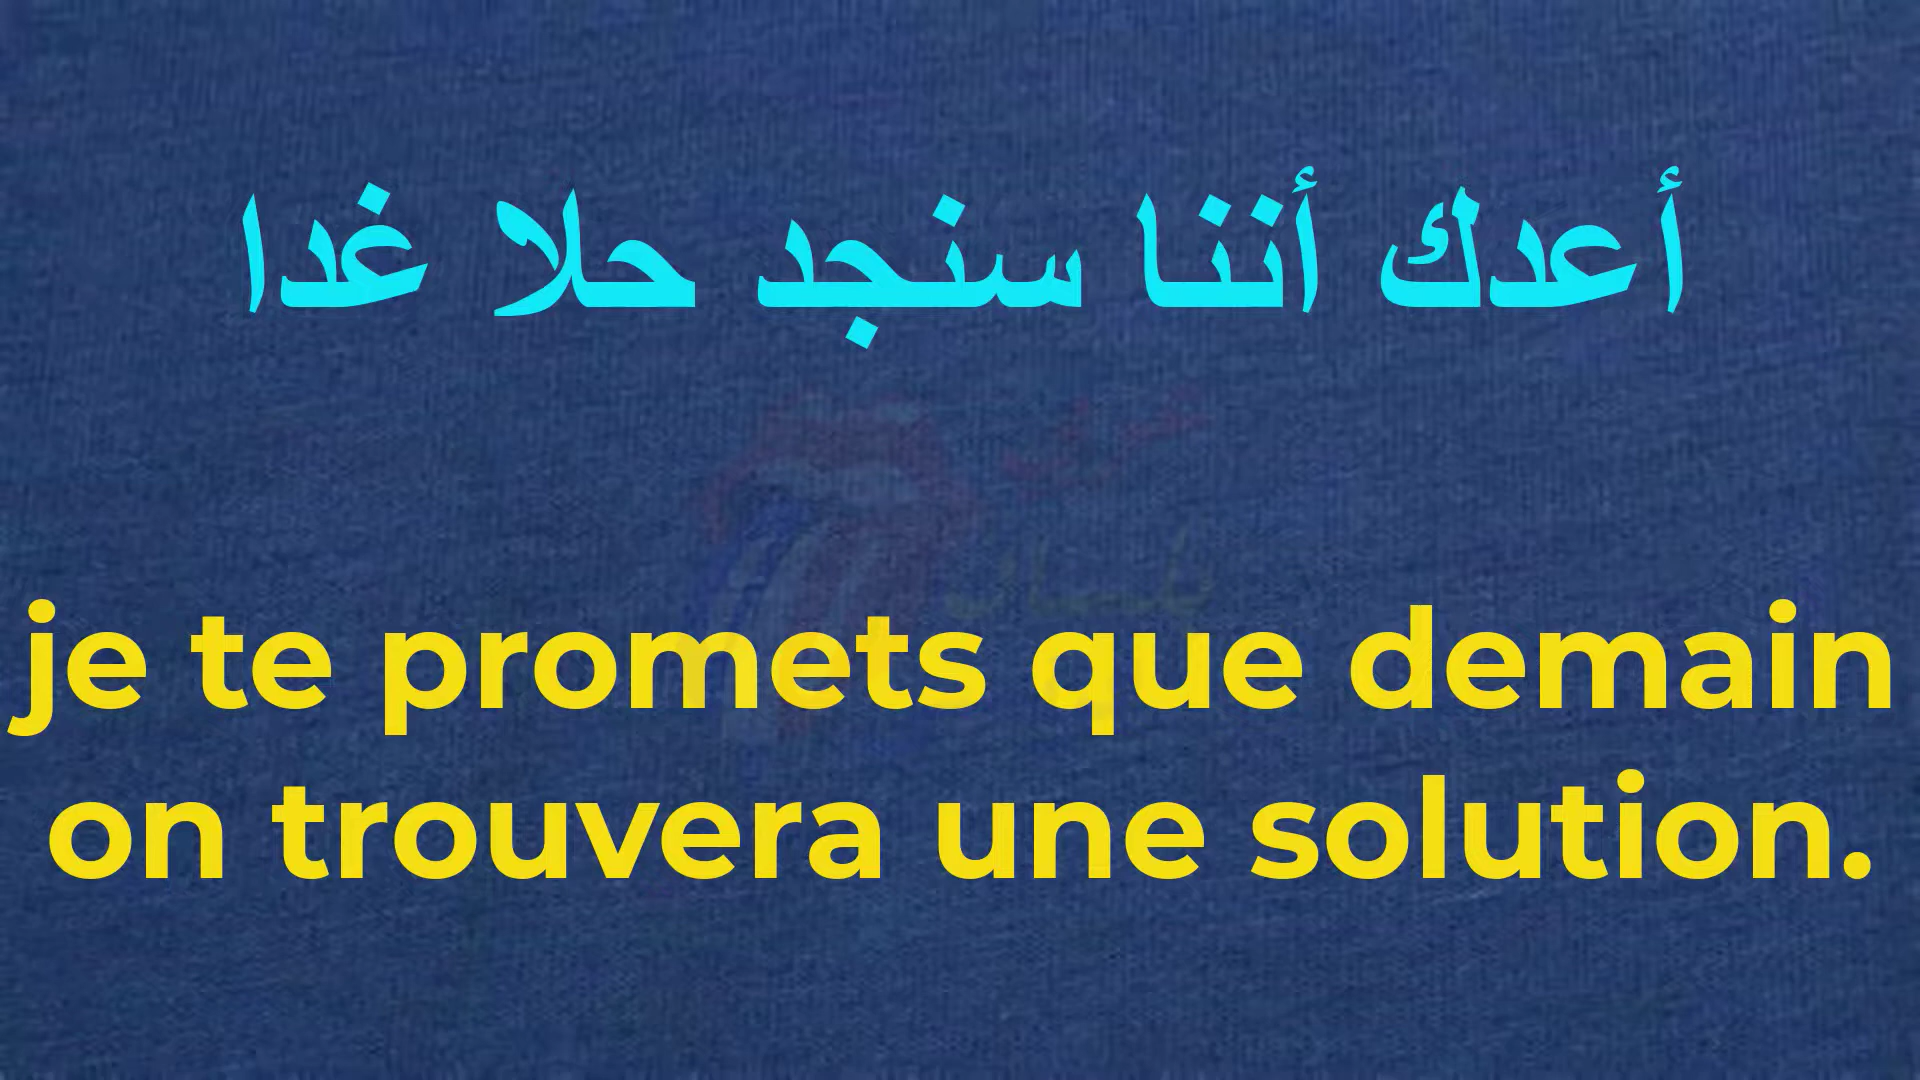 أعدك أننا سنجد حلا غدا
je te promets que demain
on trouvera une solution.